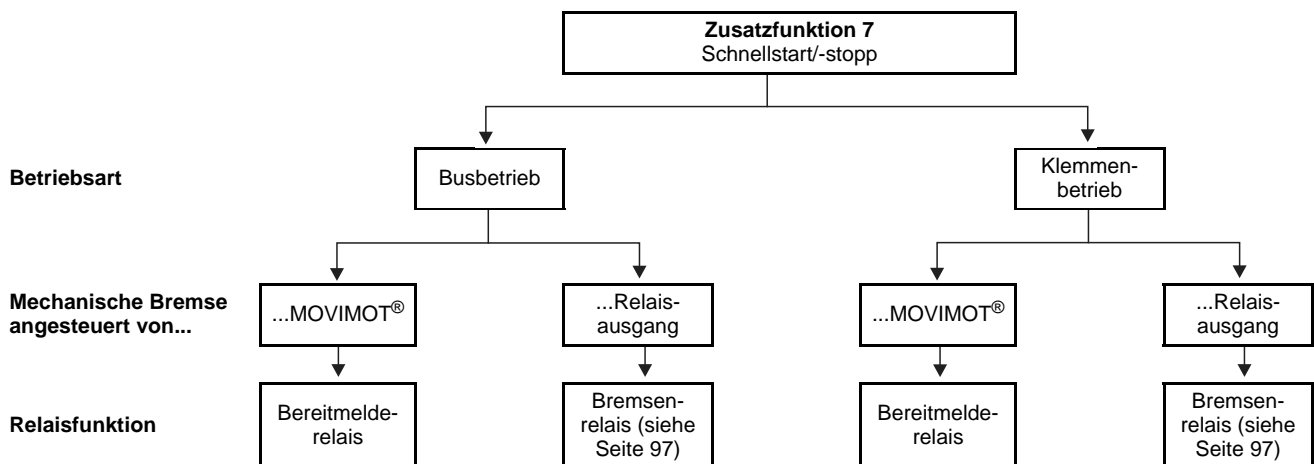 Zusatzfunktion 7
Schnellstart/-stopp
Betriebsart
Busbetrieb
Klemmen-
betrieb
Mechanische Bremse
angesteuert von...
...MOVIMOT®
...Relais-
ausgang
...MOVIMOT®
...Relais-
ausgang
Relaisfunktion
Bereitmelde-
relais
Bremsen-
relais (siehe
Seite 97)
Bereitmelde-
relais
Bremsen-
relais (siehe
Seite 97)